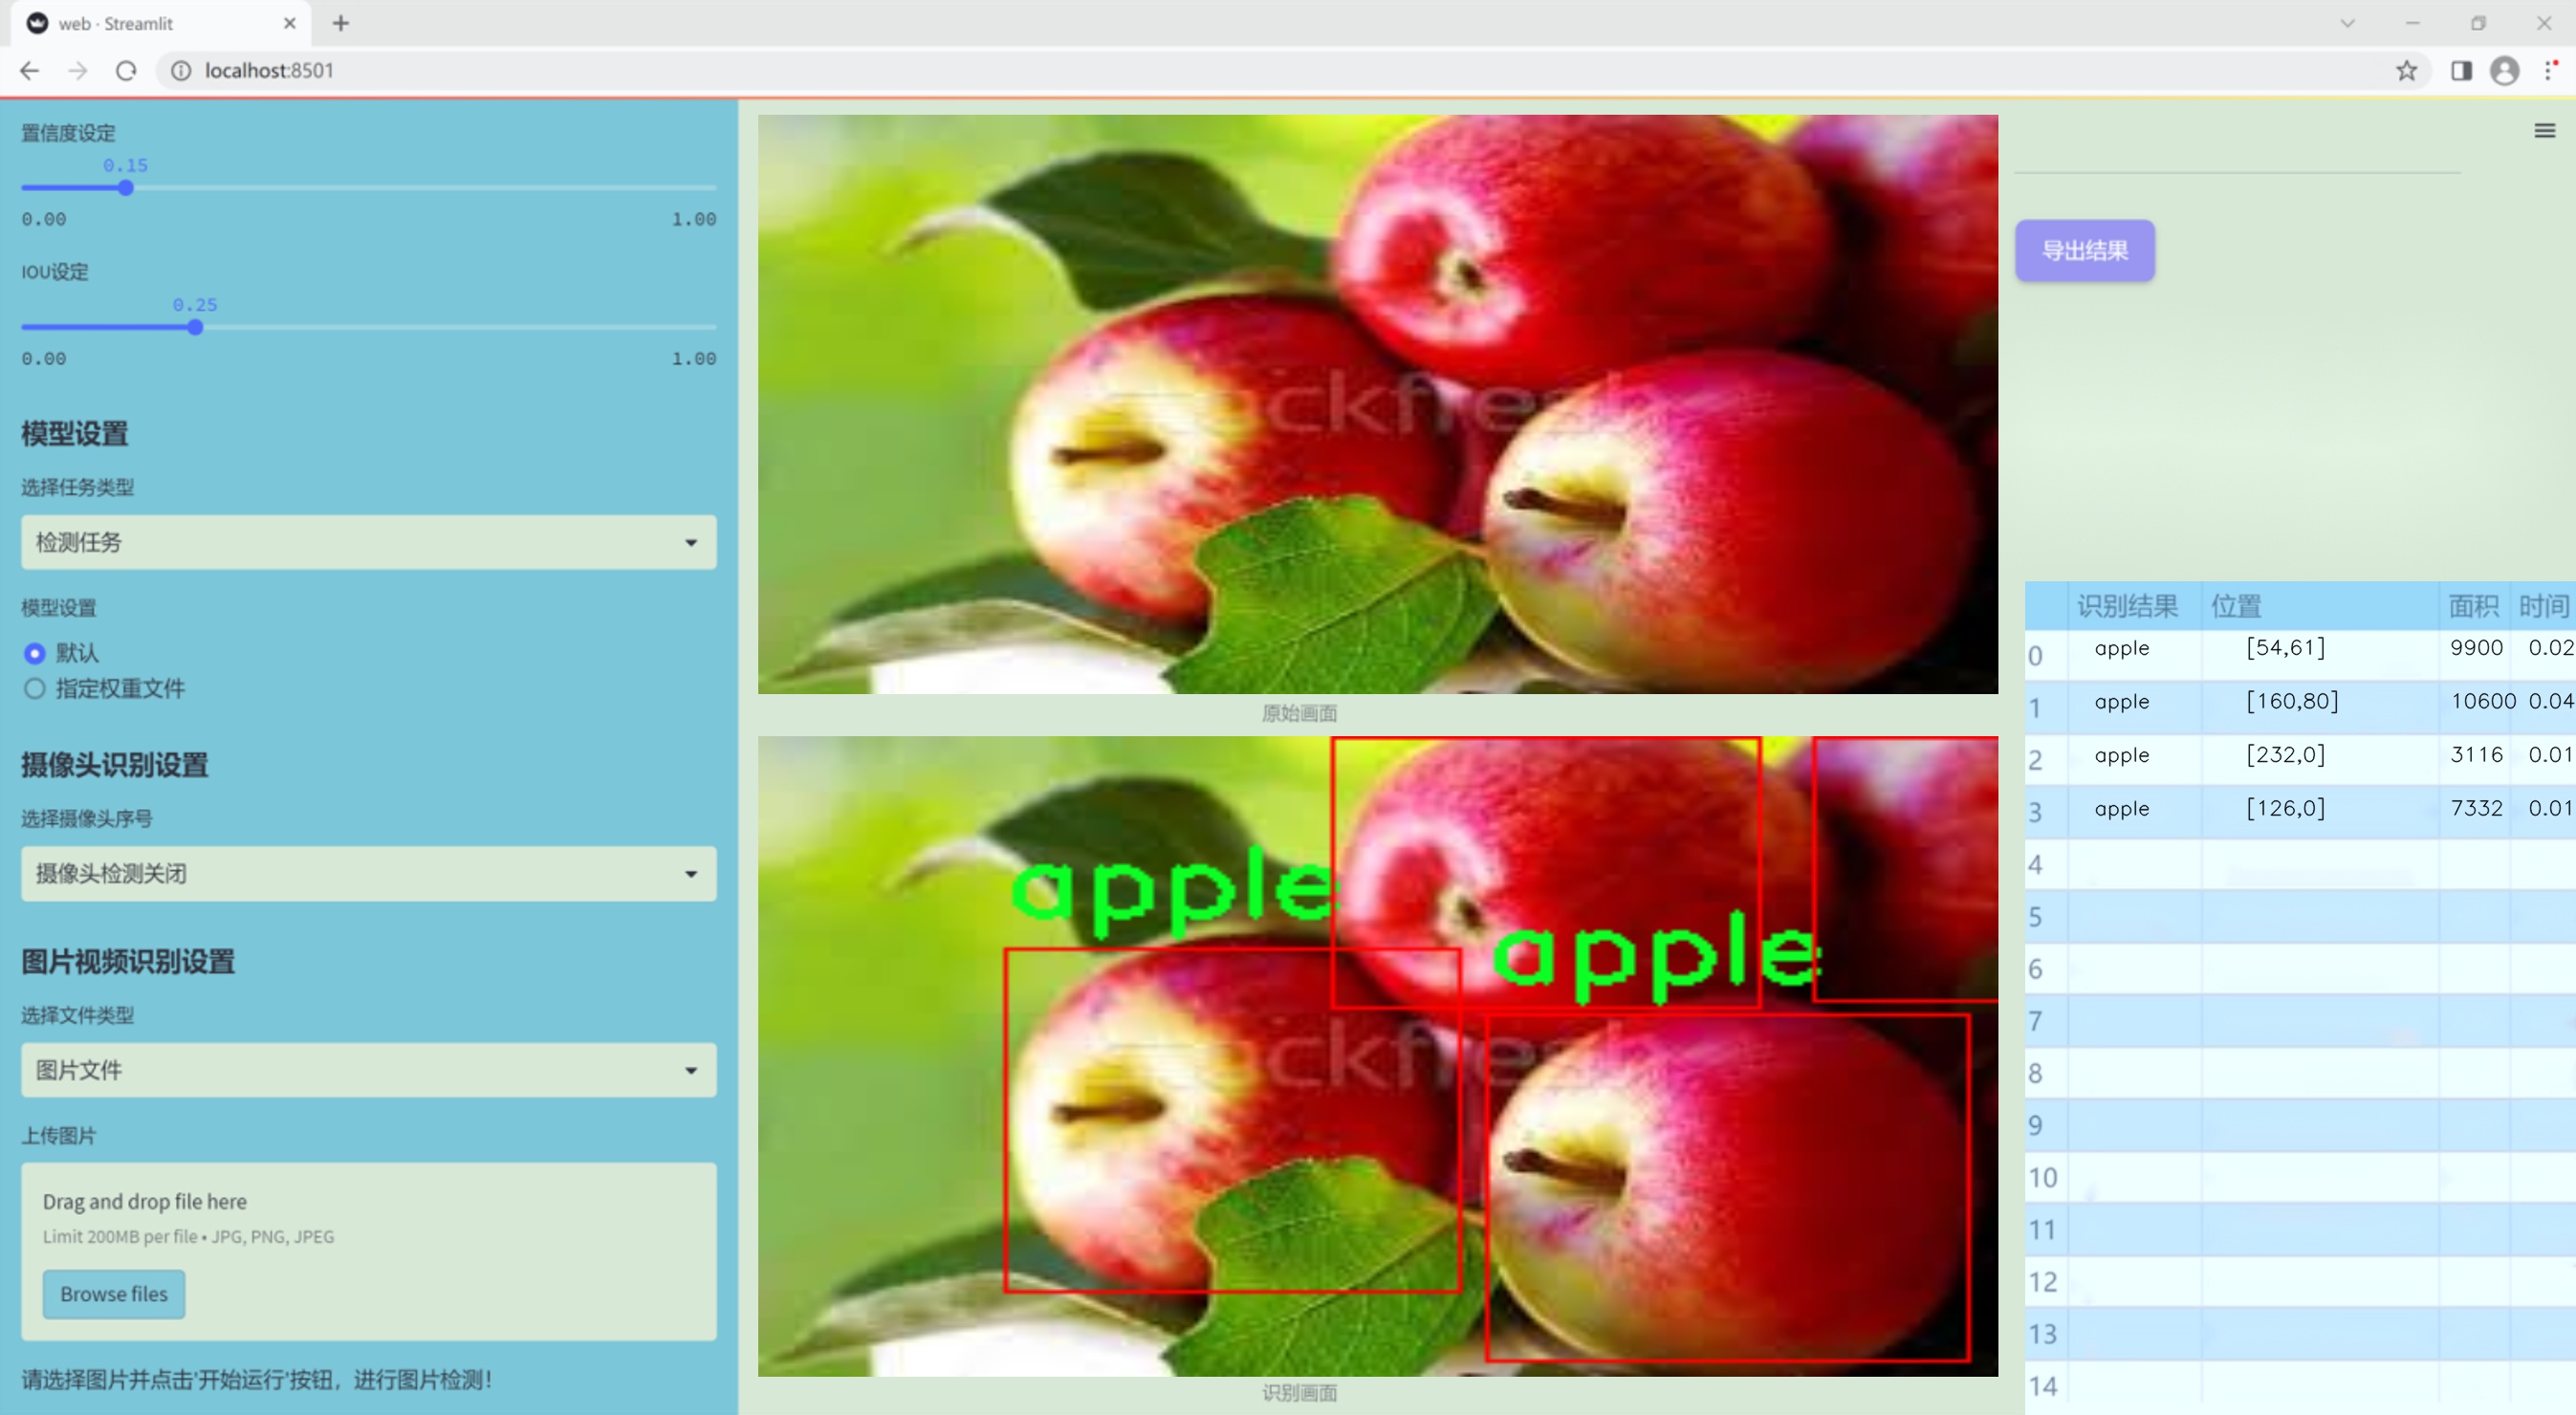 web · Streamlit
localhost:8501
置信度设定
0.15
0.00 1.00
IOU设定
0.25
0.00 1.00
模型设置
选择任务类型
检测任务
模型设置
默认
指定权重文件
摄像头识别设置
选择摄像头序号
摄像头检测关闭
图片视频识别设置
选择文件类型
图片文件
上传图片
Drag and drop file here
Limit 200MB per file • JPG, PNG, JPEG
Browse files
请选择图片并点击'开始运行'按钮，进行图片检测!
原始画面
apple
apple
识别画面
导出结果
识别结果 位置 面积 时间
0 apple [54,61] 9900 0.02
1 apple [160,80] 10600 0.04
2 apple [232,0] 3116 0.01
3 apple [126,0] 7332 0.01
4
5
6
7
8
9
10
11
12
13
14